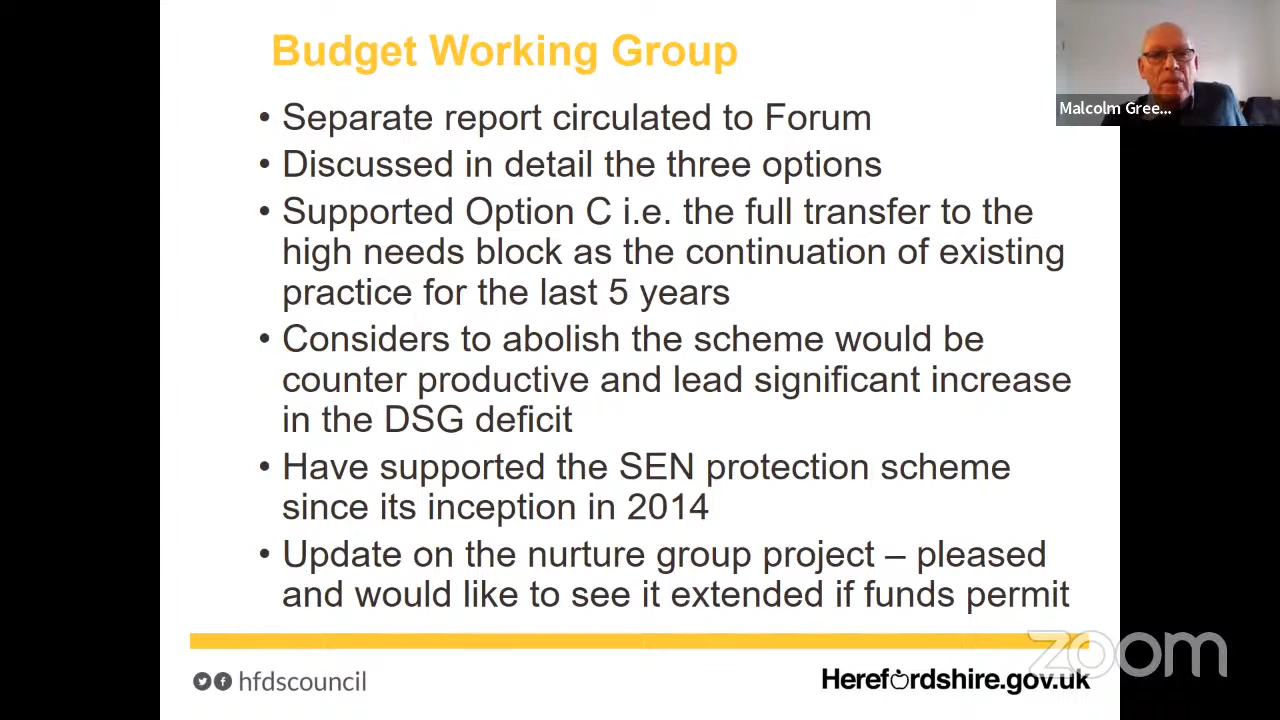 Budget Working Group
• Separate report circulated to Forum
• Discussed in detail the three options
• Supported Option C i.e. the full transfer to the
high needs block as the continuation of existing
practice for the last 5 years
• Considers to abolish the scheme would be
counter productive and lead significant increase
in the DSG deficit
• Have supported the SEN protection scheme
since its inception in 2014
• Update on the nurture group project – pleased
and would like to see it extended if funds permit
hfdscouncil
Herefordshire.gov.uk
zoom
Malcolm Gree...